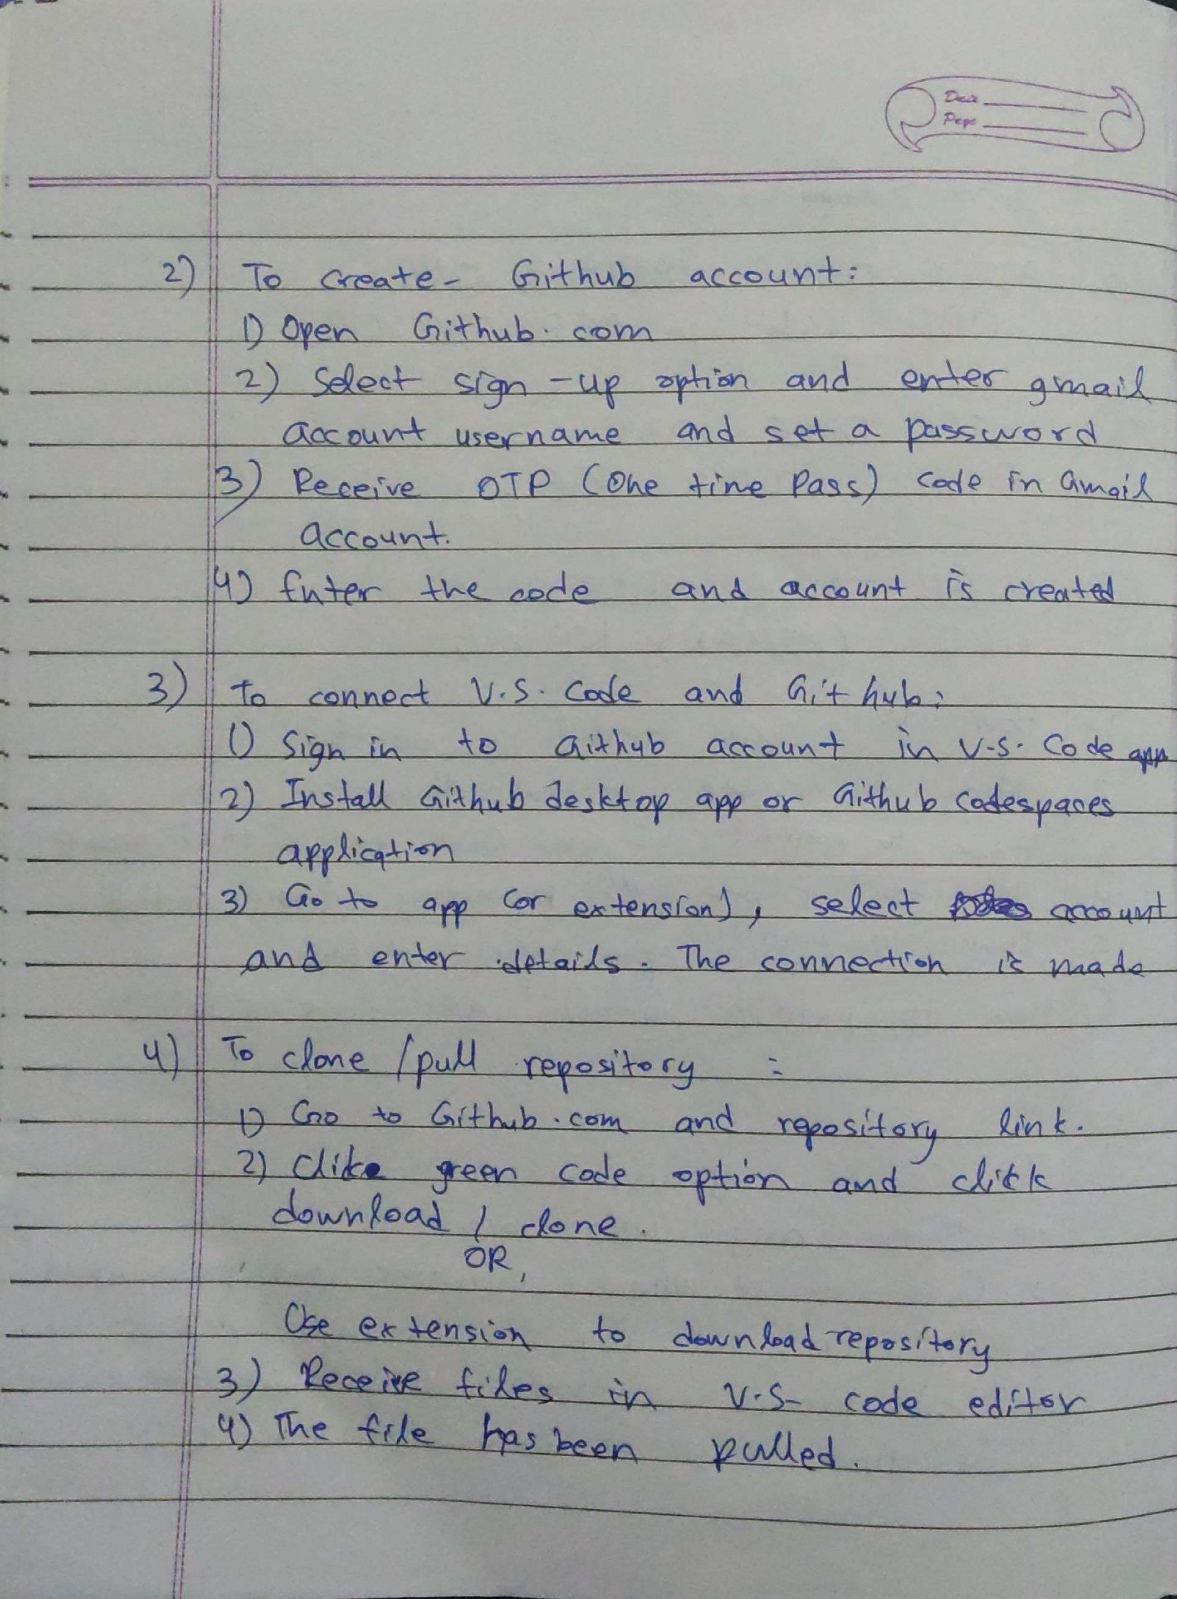 Date
Page
2) To create - Github account:
1) Open Github.com
2) Select sign-up option and enter gmail
account username and set a password
3) Receive OTP (One time Pass) code in Gmail
account.
4) Enter the code and account is created
3) To connect V.S. Code and Git hub:
1) Sign in to Github account in V.S. Code app
2) Install Github desktop app or Github codespaces
application
3) Go to app (or extension), select account
and enter details. The connection is made
4) To clone /pull repository :
1) Go to Github.com and repository link.
2) Clike green code option and click
download / clone.
OR,
Use extension to download repository
3) Receive files in V.S- code editor
4) The file has been pulled.